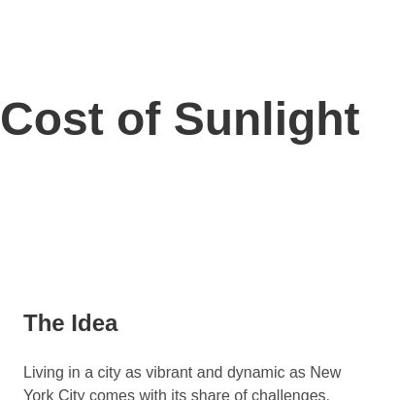 Cost of Sunlight
The Idea
Living in a city as vibrant and dynamic as New
York City comes with its share of challenges.